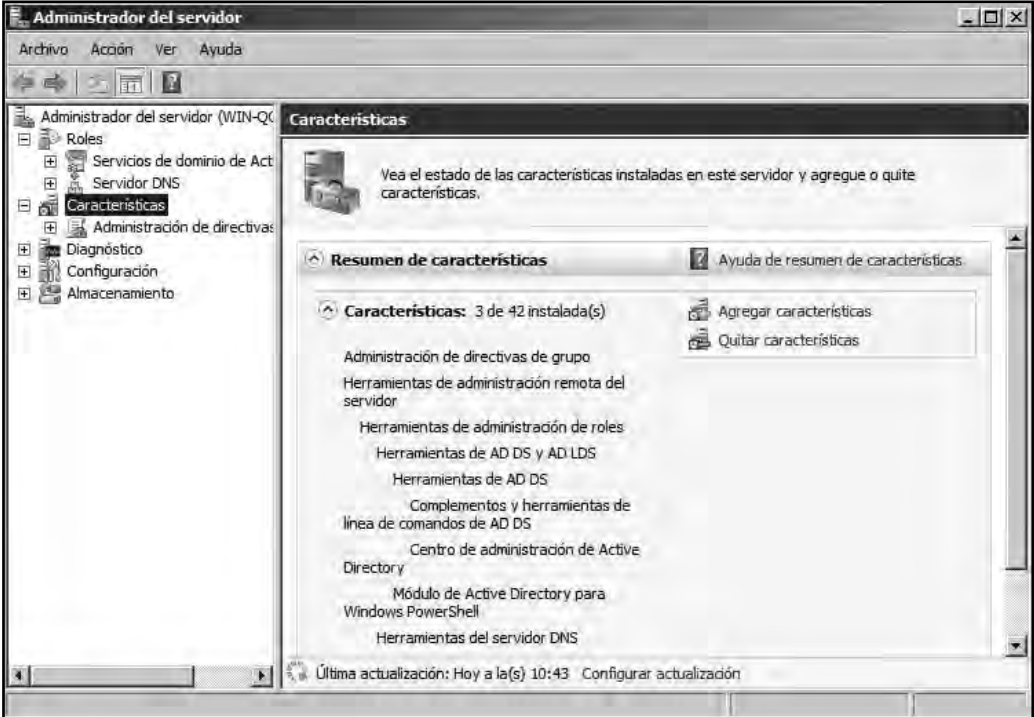 Administrador del servidor
Archivo Acción Ver Ayuda
Administrador del servidor (WIN-QC
Roles
Servicios de dominio de Act
Servidor DNS
Características
Administración de directivas
Diagnóstico
Configuración
Almacenamiento
Características
Vea el estado de las características instaladas en este servidor y agregue o quite
características.
Resumen de características
Ayuda de resumen de características
Características: 3 de 42 instalada(s)
Agregar características
Quitar características
Administración de directivas de grupo
Herramientas de administración remota del
servidor
Herramientas de administración de roles
Herramientas de AD DS y AD LDS
Herramientas de AD DS
Complementos y herramientas de
línea de comandos de AD DS
Centro de administración de Active
Directory
Módulo de Active Directory para
Windows PowerShell
Herramientas del servidor DNS
Última actualización: Hoy a la(s) 10:43 Configurar actualización